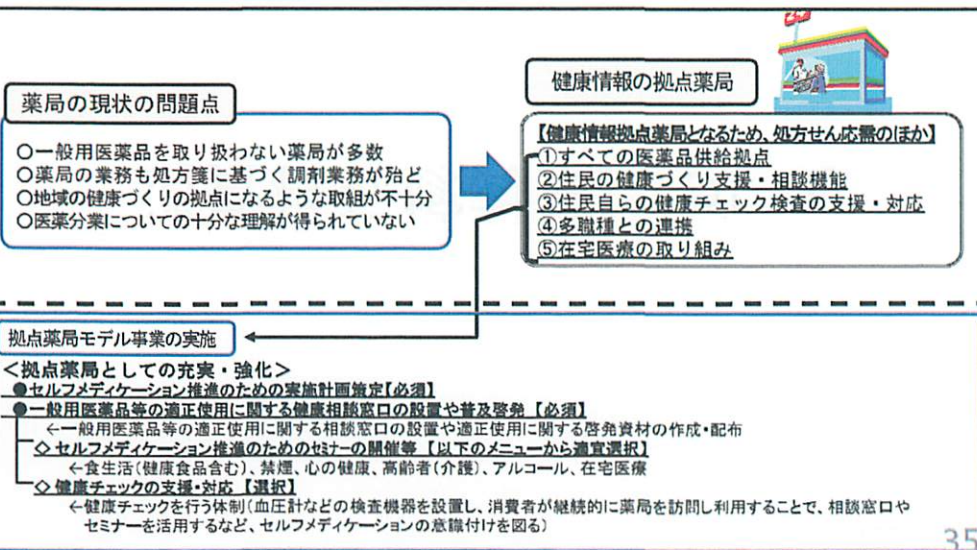 薬局の現状の問題点
○一般用医薬品を取り扱わない薬局が多数
○薬局の業務も処方箋に基づく調剤業務が殆ど
○地域の健康づくりの拠点になるような取組が不十分
○医薬分業についての十分な理解が得られていない
健康情報の拠点薬局
【健康情報拠点薬局となるため、処方せん応需のほか】
①すべての医薬品供給拠点
②住民の健康づくり支援・相談機能
③住民自らの健康チェック検査の支援・対応
④多職種との連携
⑤在宅医療の取り組み
拠点薬局モデル事業の実施
＜拠点薬局としての充実・強化＞
●セルフメディケーション推進のための実施計画策定【必須】
●一般用医薬品等の適正使用に関する健康相談窓口の設置や普及啓発 【必須】
←一般用医薬品等の適正使用に関する相談窓口の設置や適正使用に関する啓発資材の作成・配布
◇セルフメディケーション推進のためのセミナーの開催等 【以下のメニューから適宜選択】
←食生活(健康食品含む)、禁煙、心の健康、高齢者(介護)、アルコール、在宅医療
◇健康チェックの支援・対応 【選択】
←健康チェックを行う体制(血圧計などの検査機器を設置し、消費者が継続的に薬局を訪問し利用することで、相談窓口や
セミナーを活用するなど、セルフメディケーションの意識付けを図る)
35